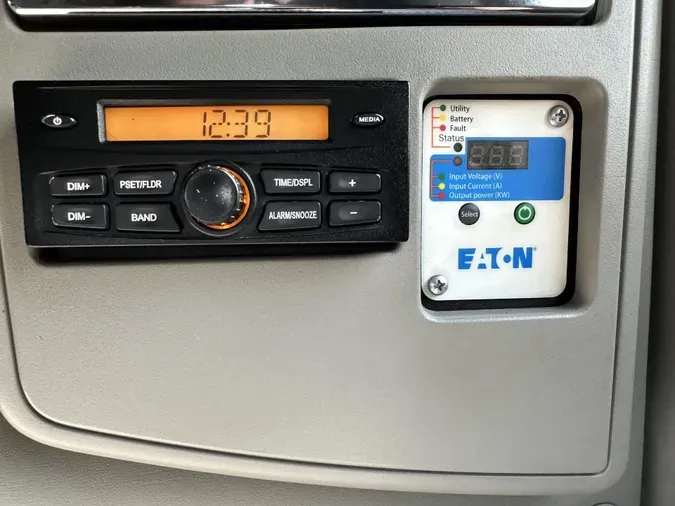 12:39
MEDIA
DIM+
PSET/FLDR
TIME/DSPL
+
DIM-
BAND
ALARM/SNOOZE
-
Utility
Battery
Fault
Status
Input Voltage (V)
Input Current (A)
Output power (KW)
Select
EATON